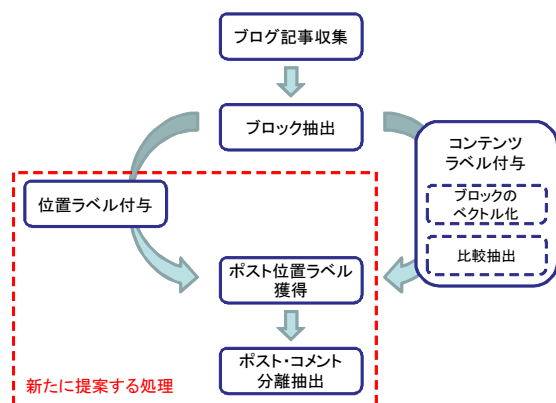 ブログ記事収集
ブロック抽出
コンテンツ
ラベル付与
ブロックの
ベクトル化
比較抽出
位置ラベル付与
ポスト位置ラベル
獲得
ポスト・コメント
分離抽出
新たに提案する処理